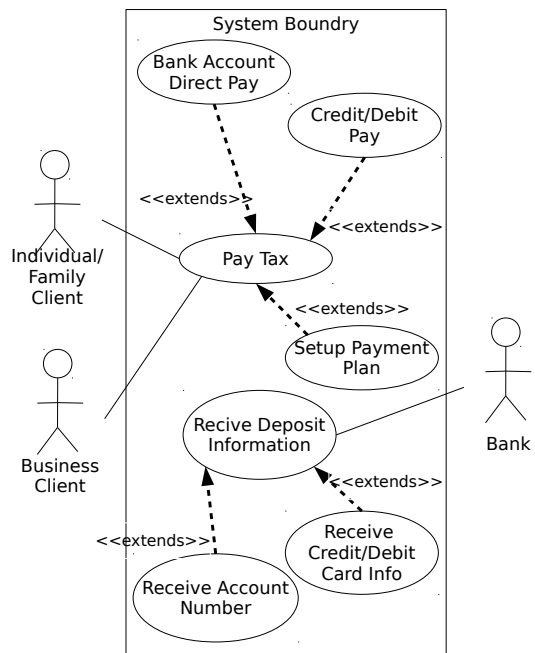 System Boundry
Bank Account
Direct Pay
Credit/Debit
Pay
<<extends>>
<<extends>>
Individual/
Family
Client
Pay Tax
<<extends>>
Setup Payment
Plan
Recive Deposit
Information
Bank
Business
Client
<<extends>>
<<extends>>
Receive
Credit/Debit
Card Info
Receive Account
Number